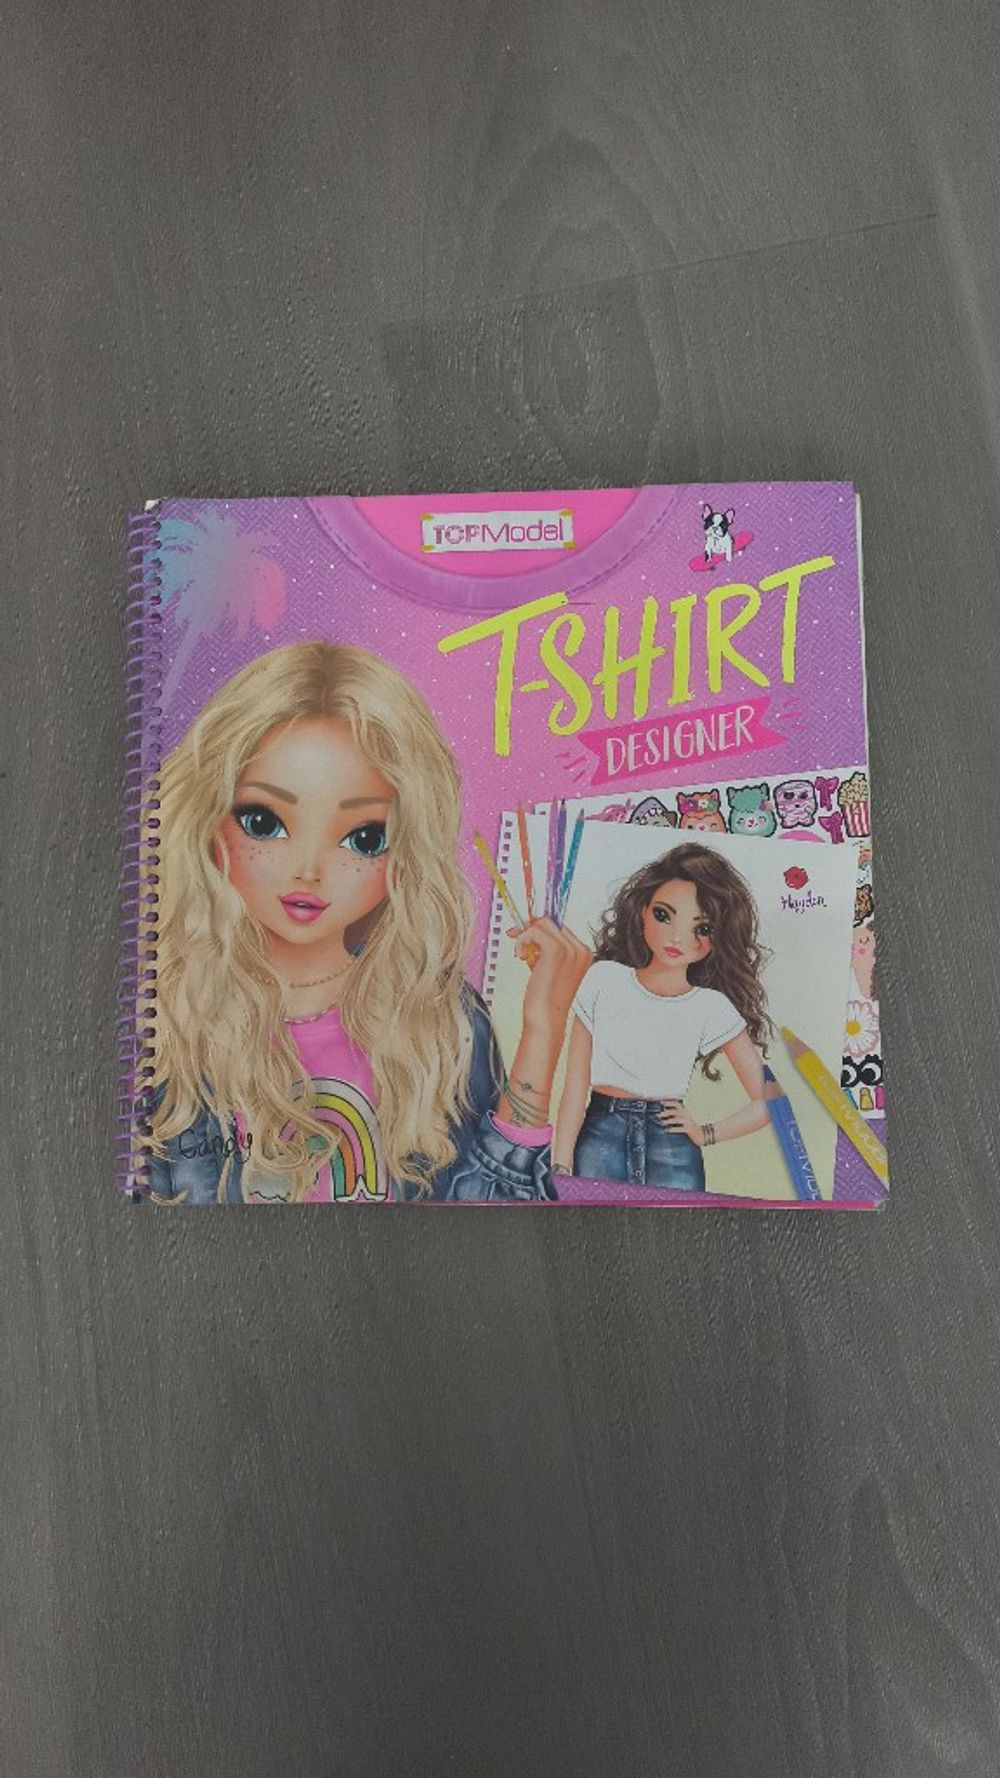 TOPModel
T-SHIRT
DESIGNER
Hayden
Candy